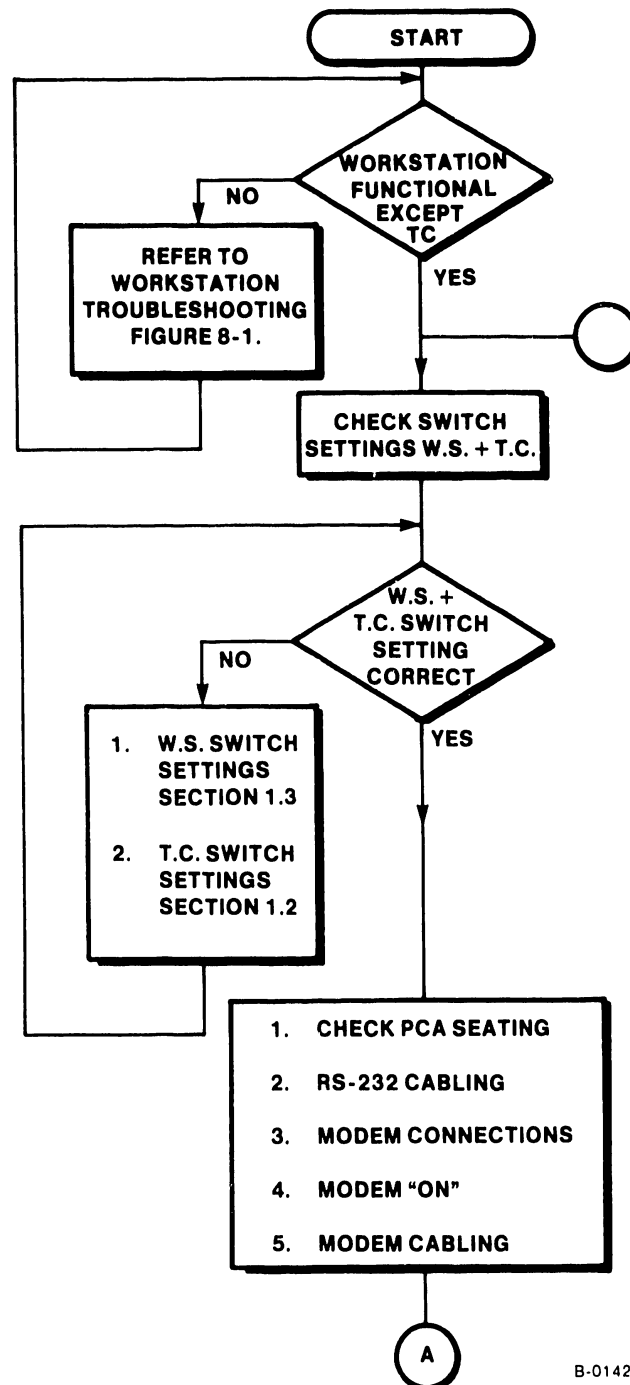 START
WORKSTATION
FUNCTIONAL
EXCEPT
TC
NO
YES
REFER TO
WORKSTATION
TROUBLESHOOTING
FIGURE 8-1.
CHECK SWITCH
SETTINGS W.S. + T.C.
W.S. +
T.C. SWITCH
SETTING
CORRECT
NO
YES
1. W.S. SWITCH
SETTINGS
SECTION 1.3
2. T.C. SWITCH
SETTINGS
SECTION 1.2
1. CHECK PCA SEATING
2. RS-232 CABLING
3. MODEM CONNECTIONS
4. MODEM “ON”
5. MODEM CABLING
A
B-0142